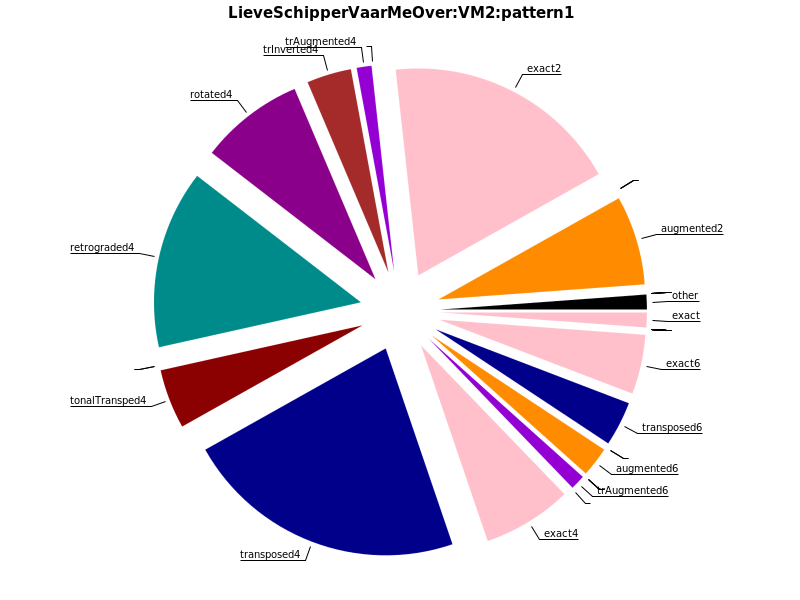 LieveSchipperVaarMeOver:VM2:pattern1
trAugmented4
trInverted4
exact2
rotated4
augmented2
retrograded4
other
exact
exact6
tonalTransped4
transposed6
augmented6
trAugmented6
exact4
transposed4